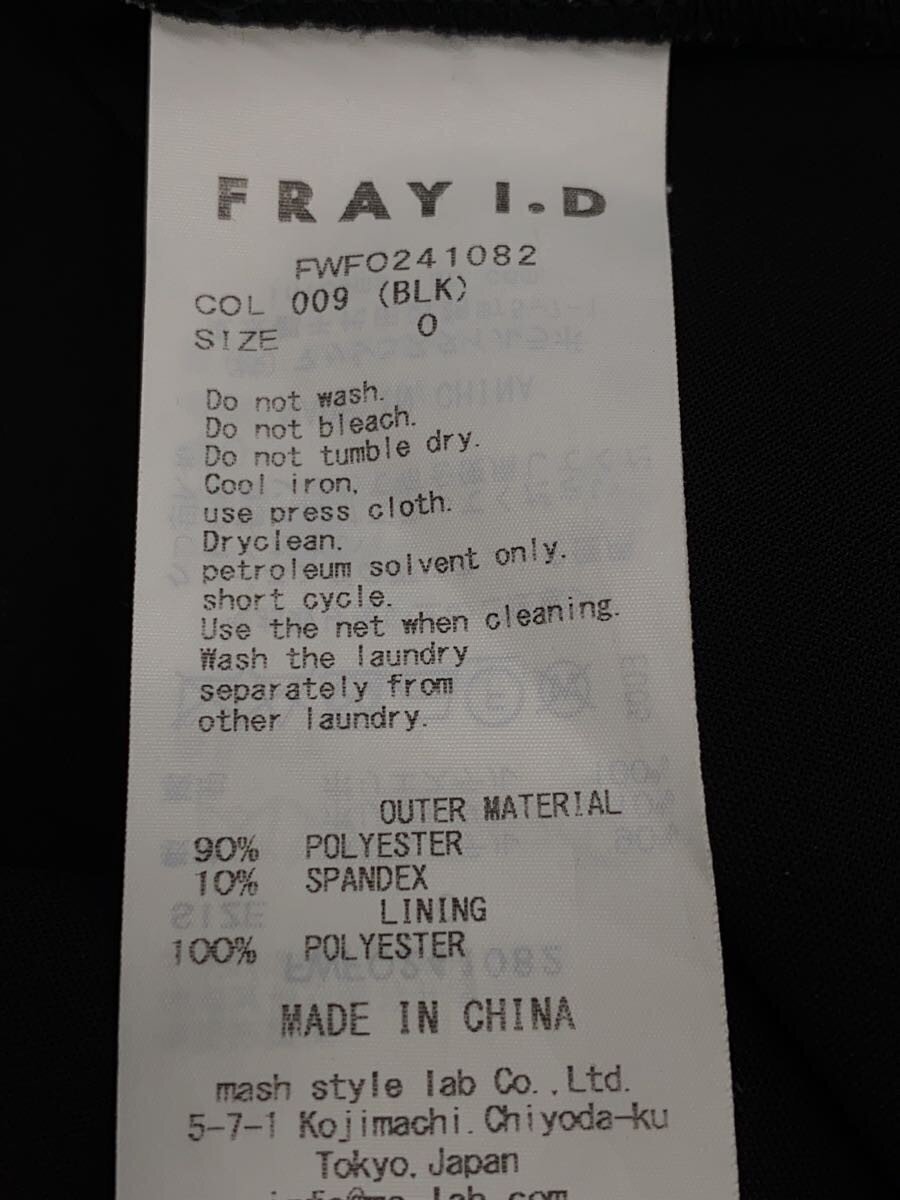 FRAY I.D
FWFO241082
COL 009 (BLK)
SIZE 0
Do not wash.
Do not bleach.
Do not tumble dry.
Cool iron,
use press cloth.
Dryclean.
petroleum solvent only.
short cycle.
Use the net when cleaning.
Wash the laundry
separately from
other laundry.
OUTER MATERIAL
90% POLYESTER
10% SPANDEX
LINING
100% POLYESTER
MADE IN CHINA
mash style lab Co.,Ltd.
5-7-1 Kojimachi.Chiyoda-ku
Tokyo.Japan